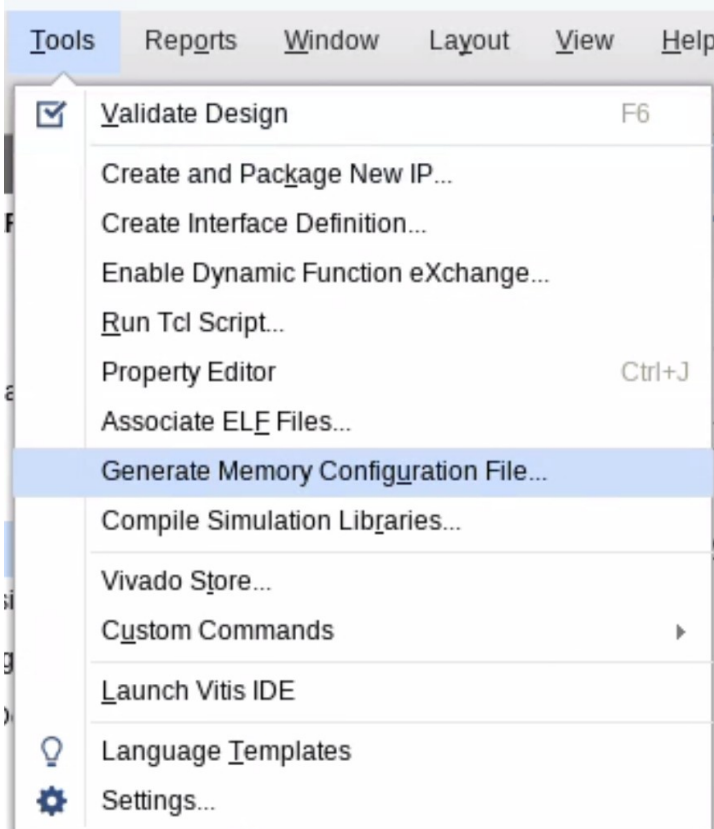 Tools Reports Window Layout View Help
Validate Design F6
Create and Package New IP...
Create Interface Definition...
Enable Dynamic Function eXchange...
Run Tcl Script...
Property Editor Ctrl+J
Associate ELF Files...
Generate Memory Configuration File...
Compile Simulation Libraries...
Vivado Store...
Custom Commands
Launch Vitis IDE
Language Templates
Settings...